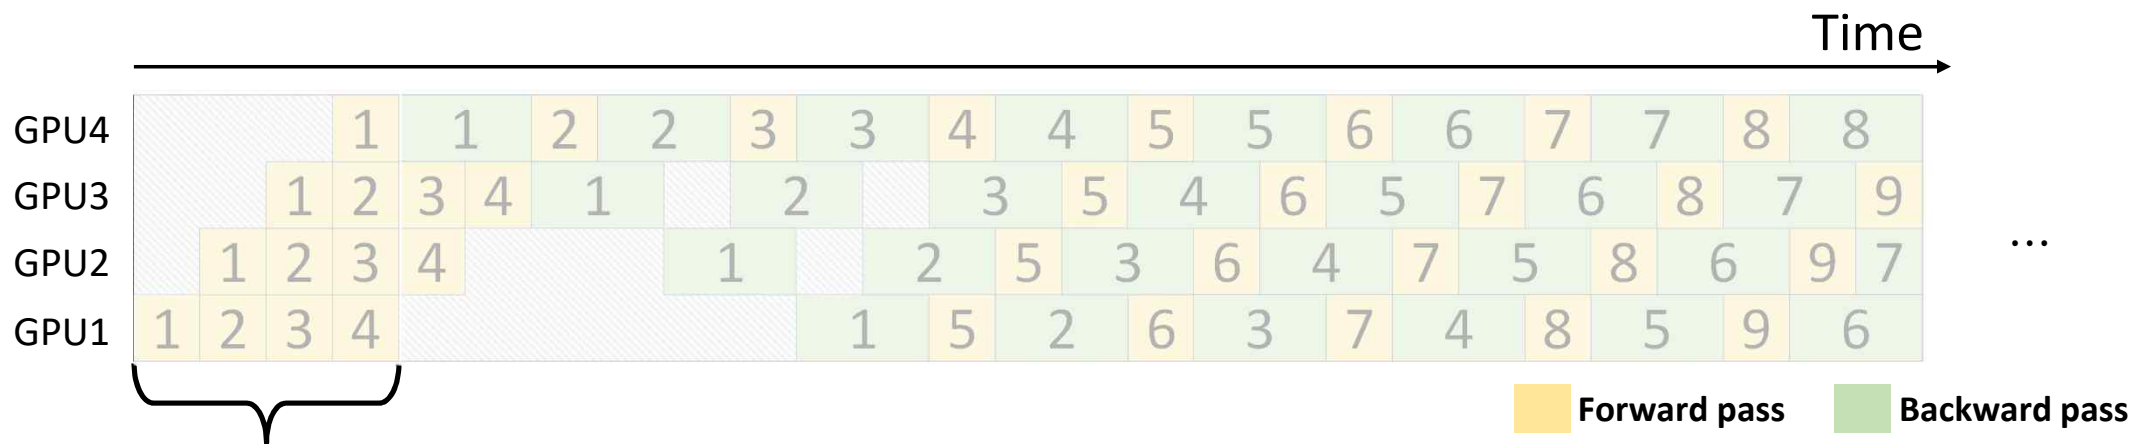 Time
GPU4 1 1 2 2 3 3 4 4 5 5 6 6 7 7 8 8
GPU3 1 2 3 4 1 2 3 5 4 6 5 7 6 8 7 9
GPU2 1 2 3 4 1 2 5 3 6 4 7 5 8 6 9 7
...
GPU1 1 2 3 4 1 5 2 6 3 7 4 8 5 9 6
Forward pass Backward pass